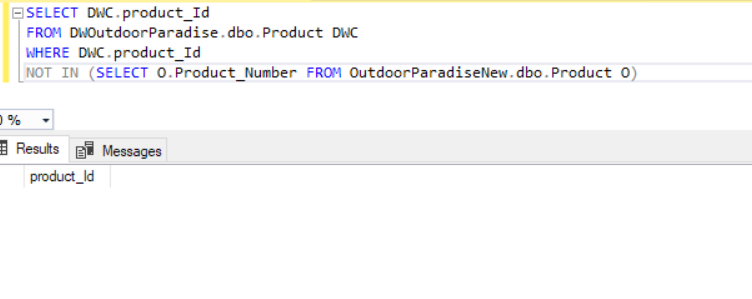 SELECT DWC.product_Id
FROM DWOutdoorParadise.dbo.Product DWC
WHERE DWC.product_Id
NOT IN (SELECT O.Product_Number FROM OutdoorParadiseNew.dbo.Product O)
0 %
Results Messages
product_Id